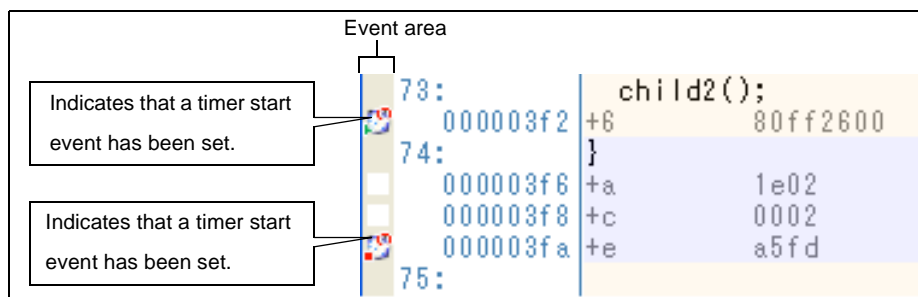 Event area
Indicates that a timer start
event has been set.
Indicates that a timer start
event has been set.
73: child2();
000003f2 +6 80ff2600
74: }
000003f6 +a 1e02
000003f8 +c 0002
000003fa +e a5fd
75: